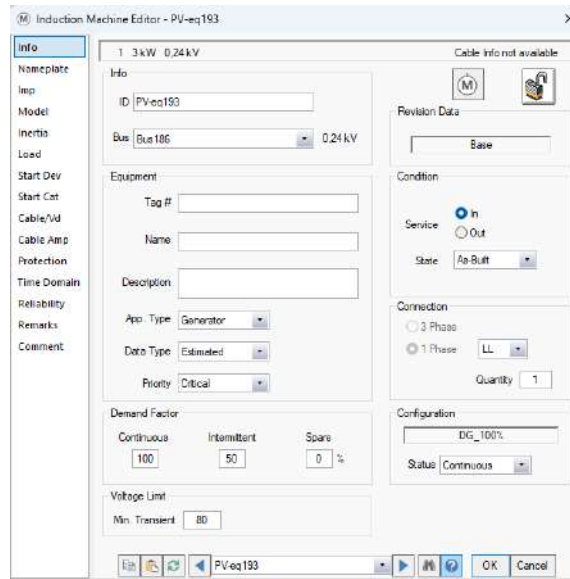 Induction Machine Editor - PV-eq193
Info
Nameplate
Imp
Model
Inertia
Load
Start Dev
Start Cat
Cable/Vd
Cable Amp
Protection
Time Domain
Reliability
Remarks
Comment
1 3 kW 0,24 kV
Cable info not available
Info
ID PV-eq193
Bus Bus186 0,24 kV
M
Revision Data
Base
Equipment
Tag #
Name
Description
App. Type Generator
Data Type Estimated
Priority Critical
Condition
Service In
Out
State As-Built
Connection
3 Phase
1 Phase LL
Quantity 1
Demand Factor
Continuous Intermittent Spare
100 50 0 %
Configuration
DG_100%
Status Continuous
Voltage Limit
Min. Transient 80
PV-eq193
OK Cancel